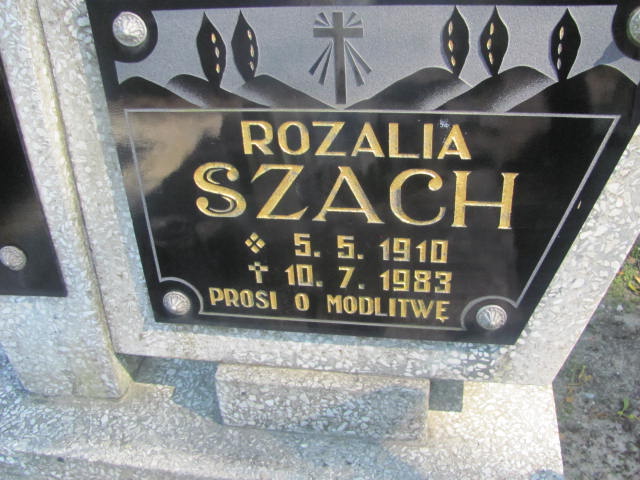 ROZALIA
SZACH
❖ 5. 5. 1910
✝ 10. 7. 1983
PROSI O MODLITWĘ